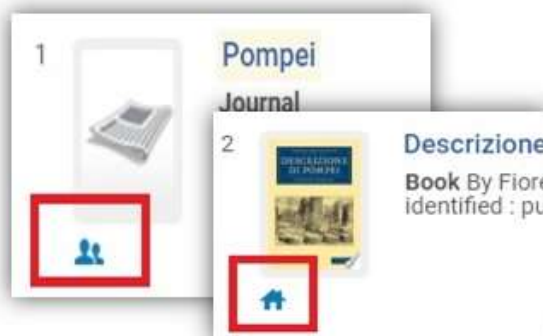 1
Pompei
Journal
2
Descrizione
Book By Fiore
identified : pu
DESCRIZIONE
DI POMPEI